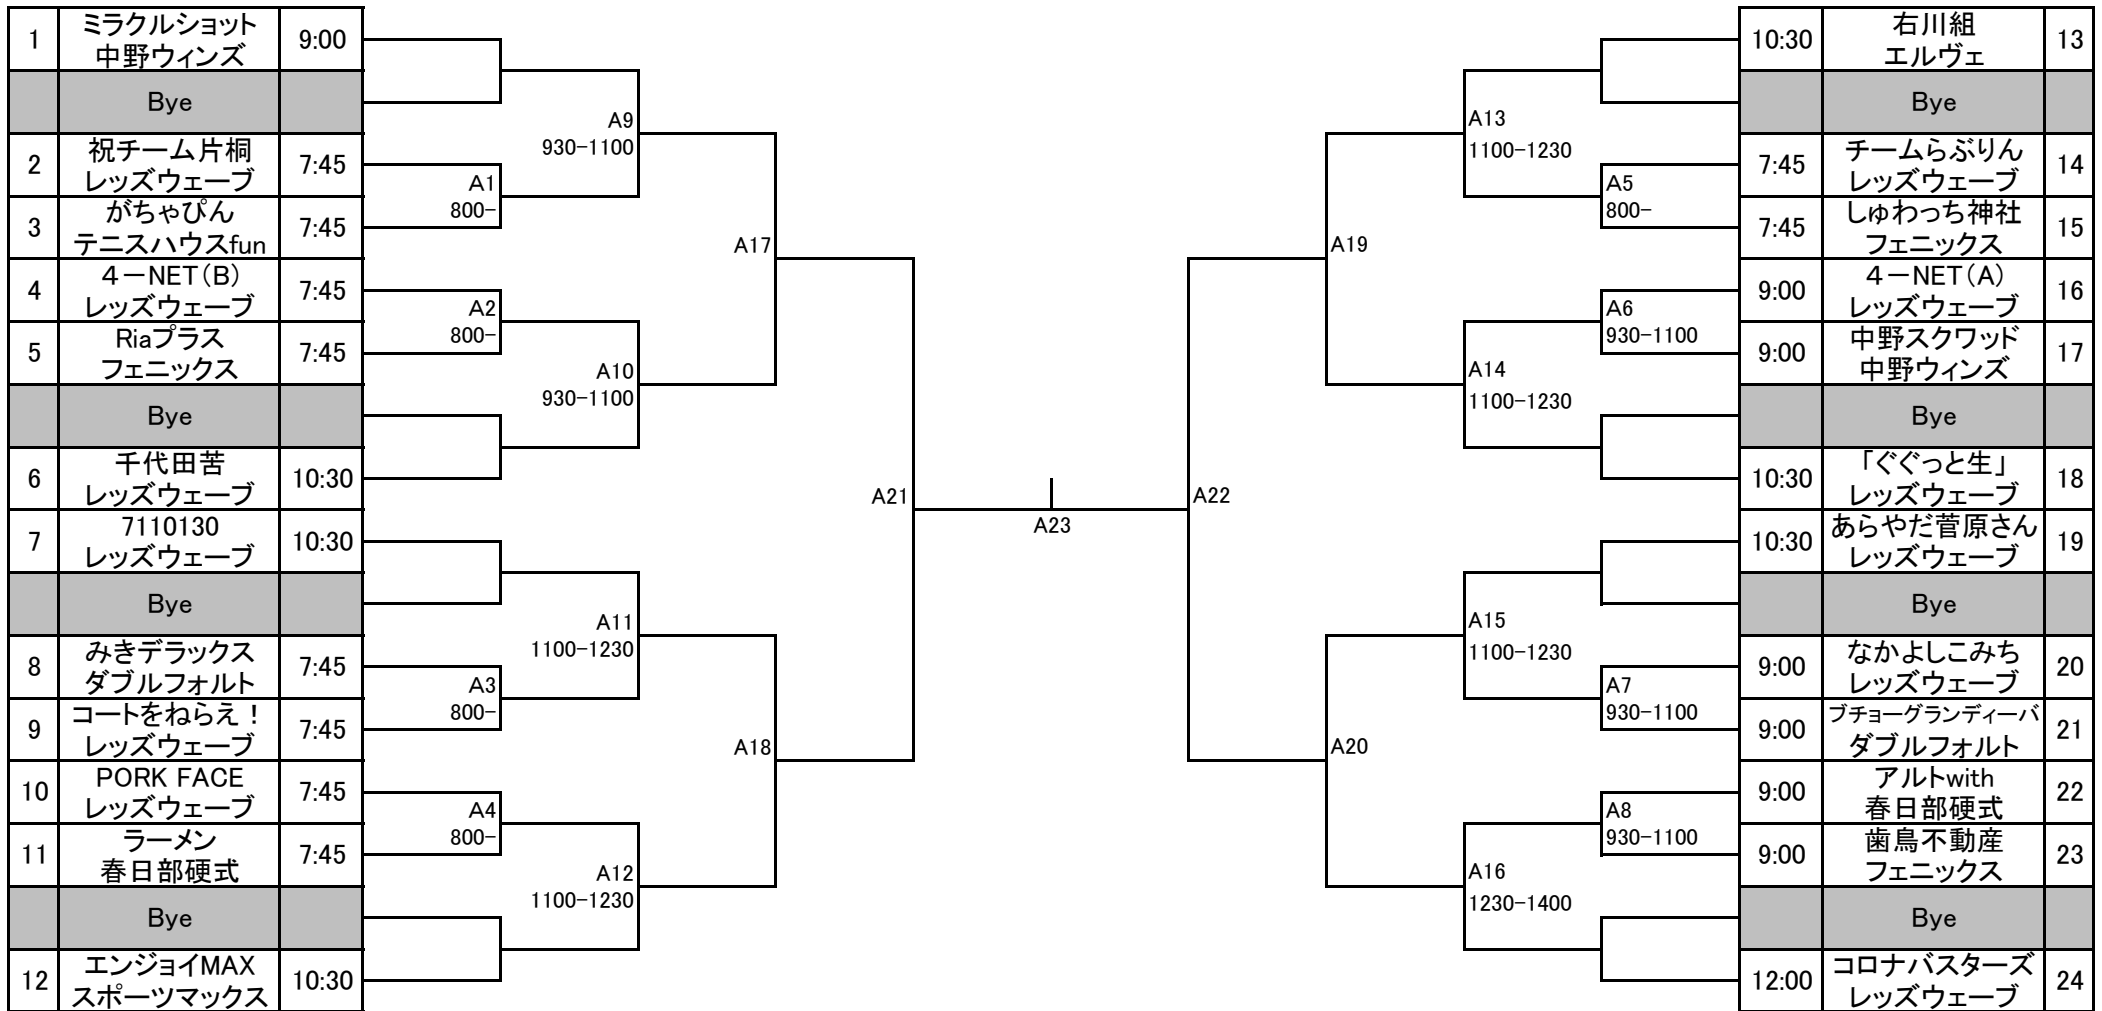 1 ミラクルショット 9:00
中野ウィンズ
Bye
2 祝チーム片桐 7:45
レッズウェーブ
3 がちゃぴん 7:45
テニスハウスfun
4 4－NET（B） 7:45
レッズウェーブ
5 Riaプラス 7:45
フェニックス
Bye
6 千代田苦 10:30
レッズウェーブ
7 7110130 10:30
レッズウェーブ
Bye
8 みきデラックス 7:45
ダブルフォルト
9 コートをねらえ！ 7:45
レッズウェーブ
10 PORK FACE 7:45
レッズウェーブ
11 ラーメン 7:45
春日部硬式
Bye
12 エンジョイMAX 10:30
スポーツマックス
A1
800-
A2
800-
A3
800-
A4
800-
A9
930-1100
A10
930-1100
A11
1100-1230
A12
1100-1230
A17
A18
A21
A23
A22
A19
A20
A13
1100-1230
A14
1100-1230
A15
1100-1230
A16
1230-1400
A5
800-
A6
930-1100
A7
930-1100
A8
930-1100
10:30 右川組 13
エルヴェ
Bye
7:45 チームらぶりん 14
レッズウェーブ
7:45 しゅわっち神社 15
フェニックス
9:00 4－NET（A） 16
レッズウェーブ
9:00 中野スクワッド 17
中野ウィンズ
Bye
10:30 「ぐぐっと生」 18
レッズウェーブ
10:30 あらやだ菅原さん 19
レッズウェーブ
Bye
9:00 なかよしこみち 20
レッズウェーブ
9:00 ブチョーグランディーバ 21
ダブルフォルト
9:00 アルトwith 22
春日部硬式
9:00 歯鳥不動産 23
フェニックス
Bye
12:00 コロナバスターズ 24
レッズウェーブ